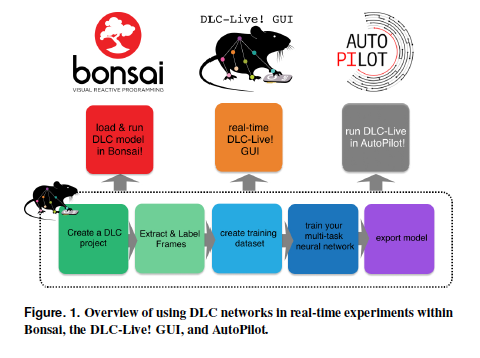 DLC-Live! GUI
AUTO
PILOT
bonsai
VISUAL REACTIVE PROGRAMMING
load & run
DLC model
in Bonsai!
real-time
DLC-Live!
GUI
run DLC-Live
in AutoPilot!
Create a DLC
project
Extract & Label
Frames
create training
dataset
train your
multi-task
neural network
export model
Figure. 1. Overview of using DLC networks in real-time experiments within
Bonsai, the DLC-Live! GUI, and AutoPilot.